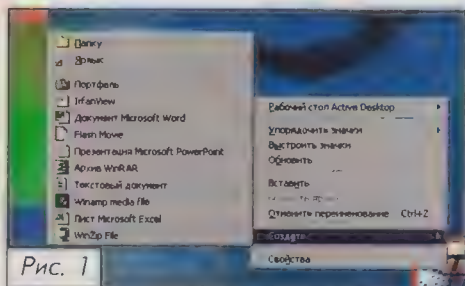 Папку
Ярлык
Портфель
IrfanView
Документ Microsoft Word
Flash Move
Презентация Microsoft PowerPoint
Архив WinRAR
Текстовый документ
Winamp media file
Лист Microsoft Excel
WinZip File
Рабочий стол Active Desktop
Упорядочить значки
Выстроить значки
Обновить
Вставить
Отменить переименование Ctrl+Z
Создать
Свойства
Рис. 1